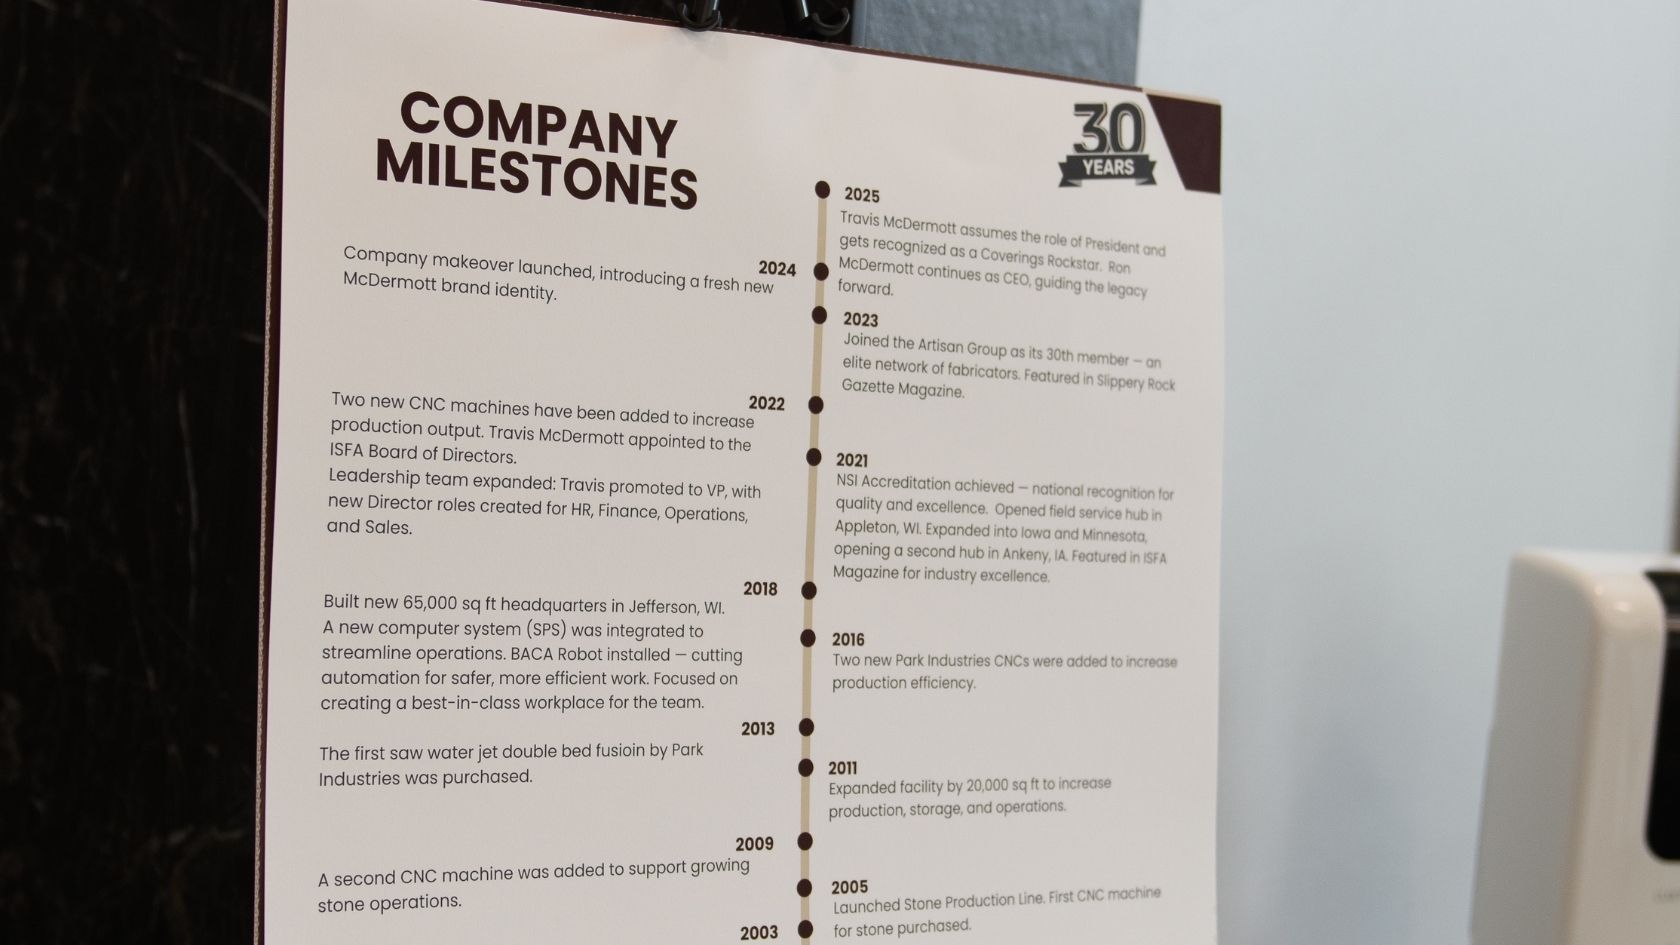 COMPANY
MILESTONES
30
YEARS
2025
Travis McDermott assumes the role of President and
gets recognized as a Coverings Rockstar. Ron
McDermott continues as CEO, guiding the legacy
forward.
2024
Company makeover launched, introducing a fresh new
McDermott brand identity.
2023
Joined the Artisan Group as its 30th member — an
elite network of fabricators. Featured in Slippery Rock
Gazette Magazine.
2022
Two new CNC machines have been added to increase
production output. Travis McDermott appointed to the
ISFA Board of Directors.
Leadership team expanded: Travis promoted to VP, with
new Director roles created for HR, Finance, Operations,
and Sales.
2021
NSI Accreditation achieved — national recognition for
quality and excellence. Opened field service hub in
Appleton, WI. Expanded into Iowa and Minnesota,
opening a second hub in Ankeny, IA. Featured in ISFA
Magazine for industry excellence.
2018
Built new 65,000 sq ft headquarters in Jefferson, WI.
A new computer system (SPS) was integrated to
streamline operations. BACA Robot installed — cutting
automation for safer, more efficient work. Focused on
creating a best-in-class workplace for the team.
2016
Two new Park Industries CNCs were added to increase
production efficiency.
2013
The first saw water jet double bed fusioin by Park
Industries was purchased.
2011
Expanded facility by 20,000 sq ft to increase
production, storage, and operations.
2009
A second CNC machine was added to support growing
stone operations.
2005
Launched Stone Production Line. First CNC machine
for stone purchased.
2003